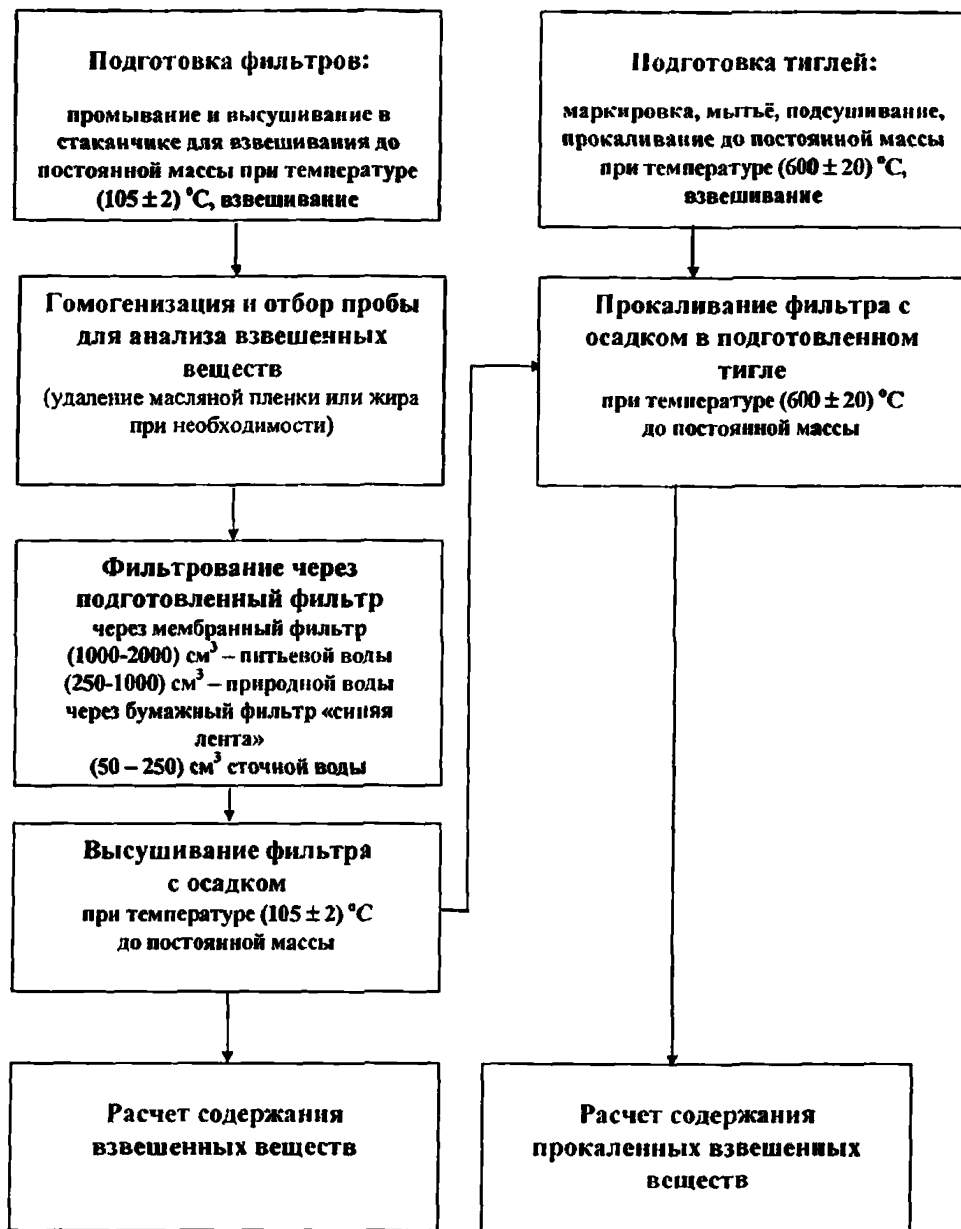 Подготовка фильтров:
промывание и высушивание в
стаканчике для взвешивания до
постоянной массы при температуре
(105 ± 2) °С, взвешивание
Гомогенизация и отбор пробы
для анализа взвешенных
веществ
(удаление масляной пленки или жира
при необходимости)
Фильтрование через
подготовленный фильтр
через мембранный фильтр
(1000-2000) см³ – питьевой воды
(250-1000) см³ – природной воды
через бумажный фильтр «синяя
лента»
(50 – 250) см³ сточной воды
Высушивание фильтра
с осадком
при температуре (105 ± 2) °С
до постоянной массы
Расчет содержания
взвешенных веществ
Подготовка тиглей:
маркировка, мытьё, подсушивание,
прокаливание до постоянной массы
при температуре (600 ± 20) °С,
взвешивание
Прокаливание фильтра с
осадком в подготовленном
тигле
при температуре (600 ± 20) °С
до постоянной массы
Расчет содержания
прокаленных взвешенных
веществ